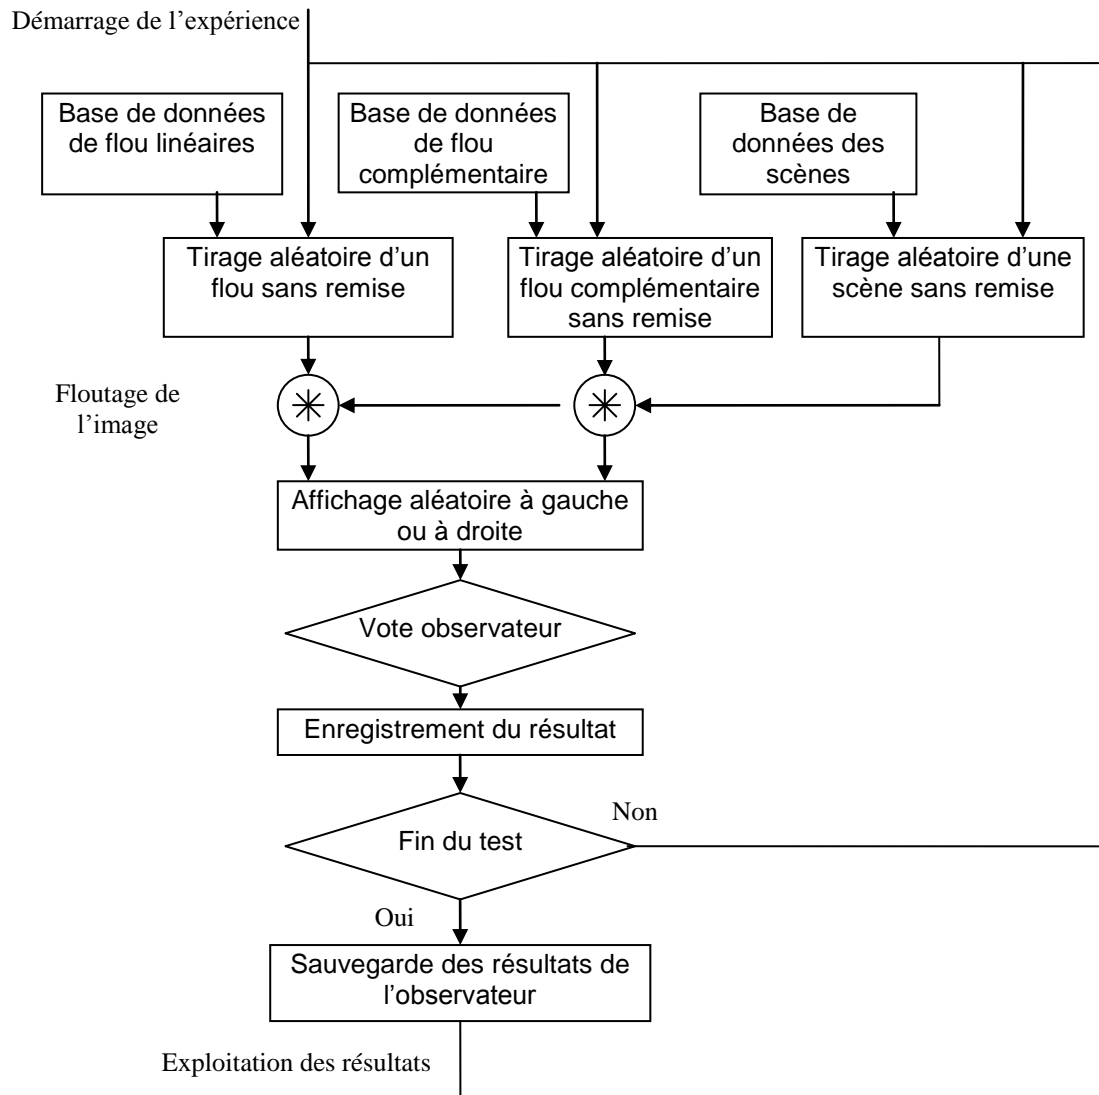 Démarrage de l’expérience
Base de données
de flou linéaires
Base de données
de flou
complémentaire
Base de
données des
scènes
Tirage aléatoire d’un
flou sans remise
Tirage aléatoire d’un
flou complémentaire
sans remise
Tirage aléatoire d’une
scène sans remise
Floutage de
l’image
Affichage aléatoire à gauche
ou à droite
Vote observateur
Enregistrement du résultat
Non
Fin du test
Oui
Sauvegarde des résultats de
l’observateur
Exploitation des résultats